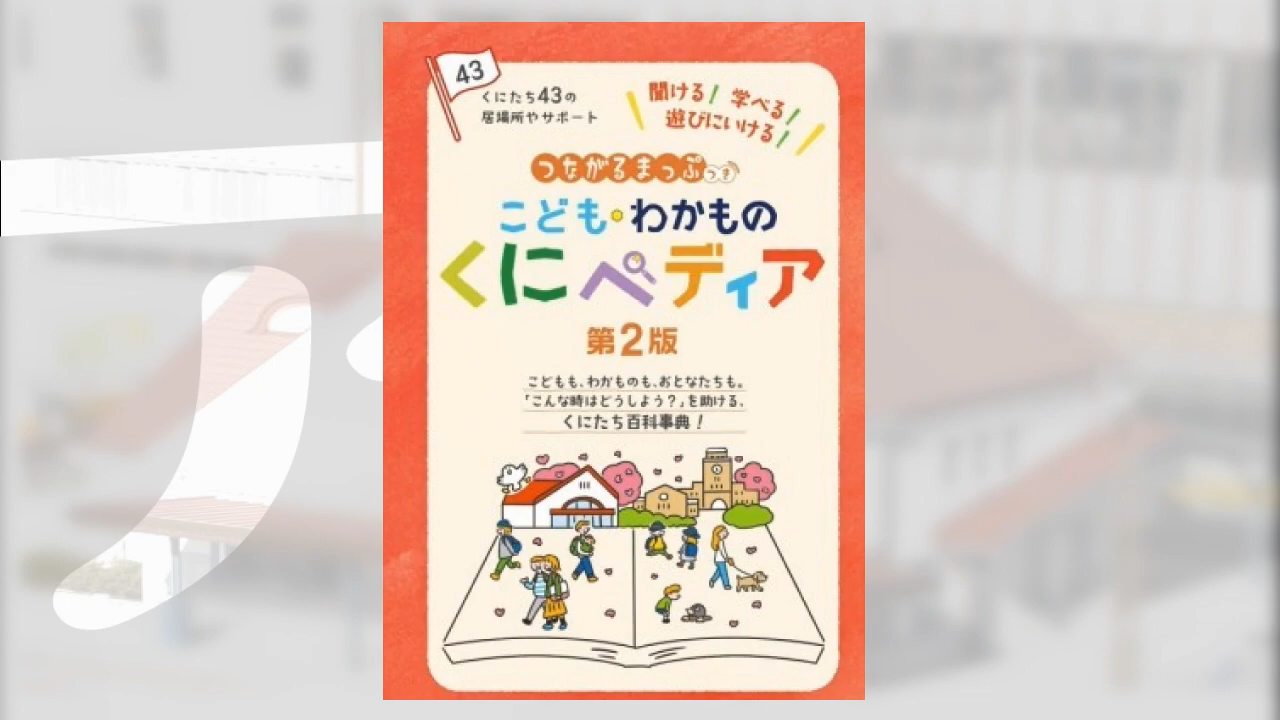 43
くにたち43の
居場所やサポート
聞ける! 学べる!
遊びにいける!
つながるまっぷつき
こども・わかもの
くにペディア
第2版
こどもも、わかものも、おとなたちも。
「こんな時はどうしよう?」を助ける、
くにたち百科事典!